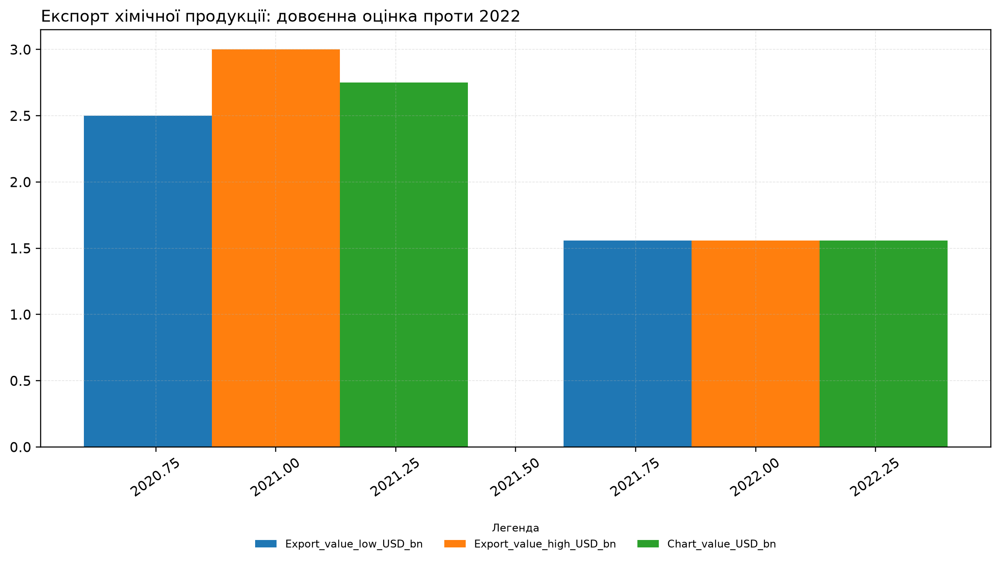 Експорт хімічної продукції: довоєнна оцінка проти 2022
3.0
2.5
2.0
1.5
1.0
0.5
0.0
2020.75 2021.00 2021.25 2021.50 2021.75 2022.00 2022.25
Легенда
Export_value_low_USD_bn Export_value_high_USD_bn Chart_value_USD_bn